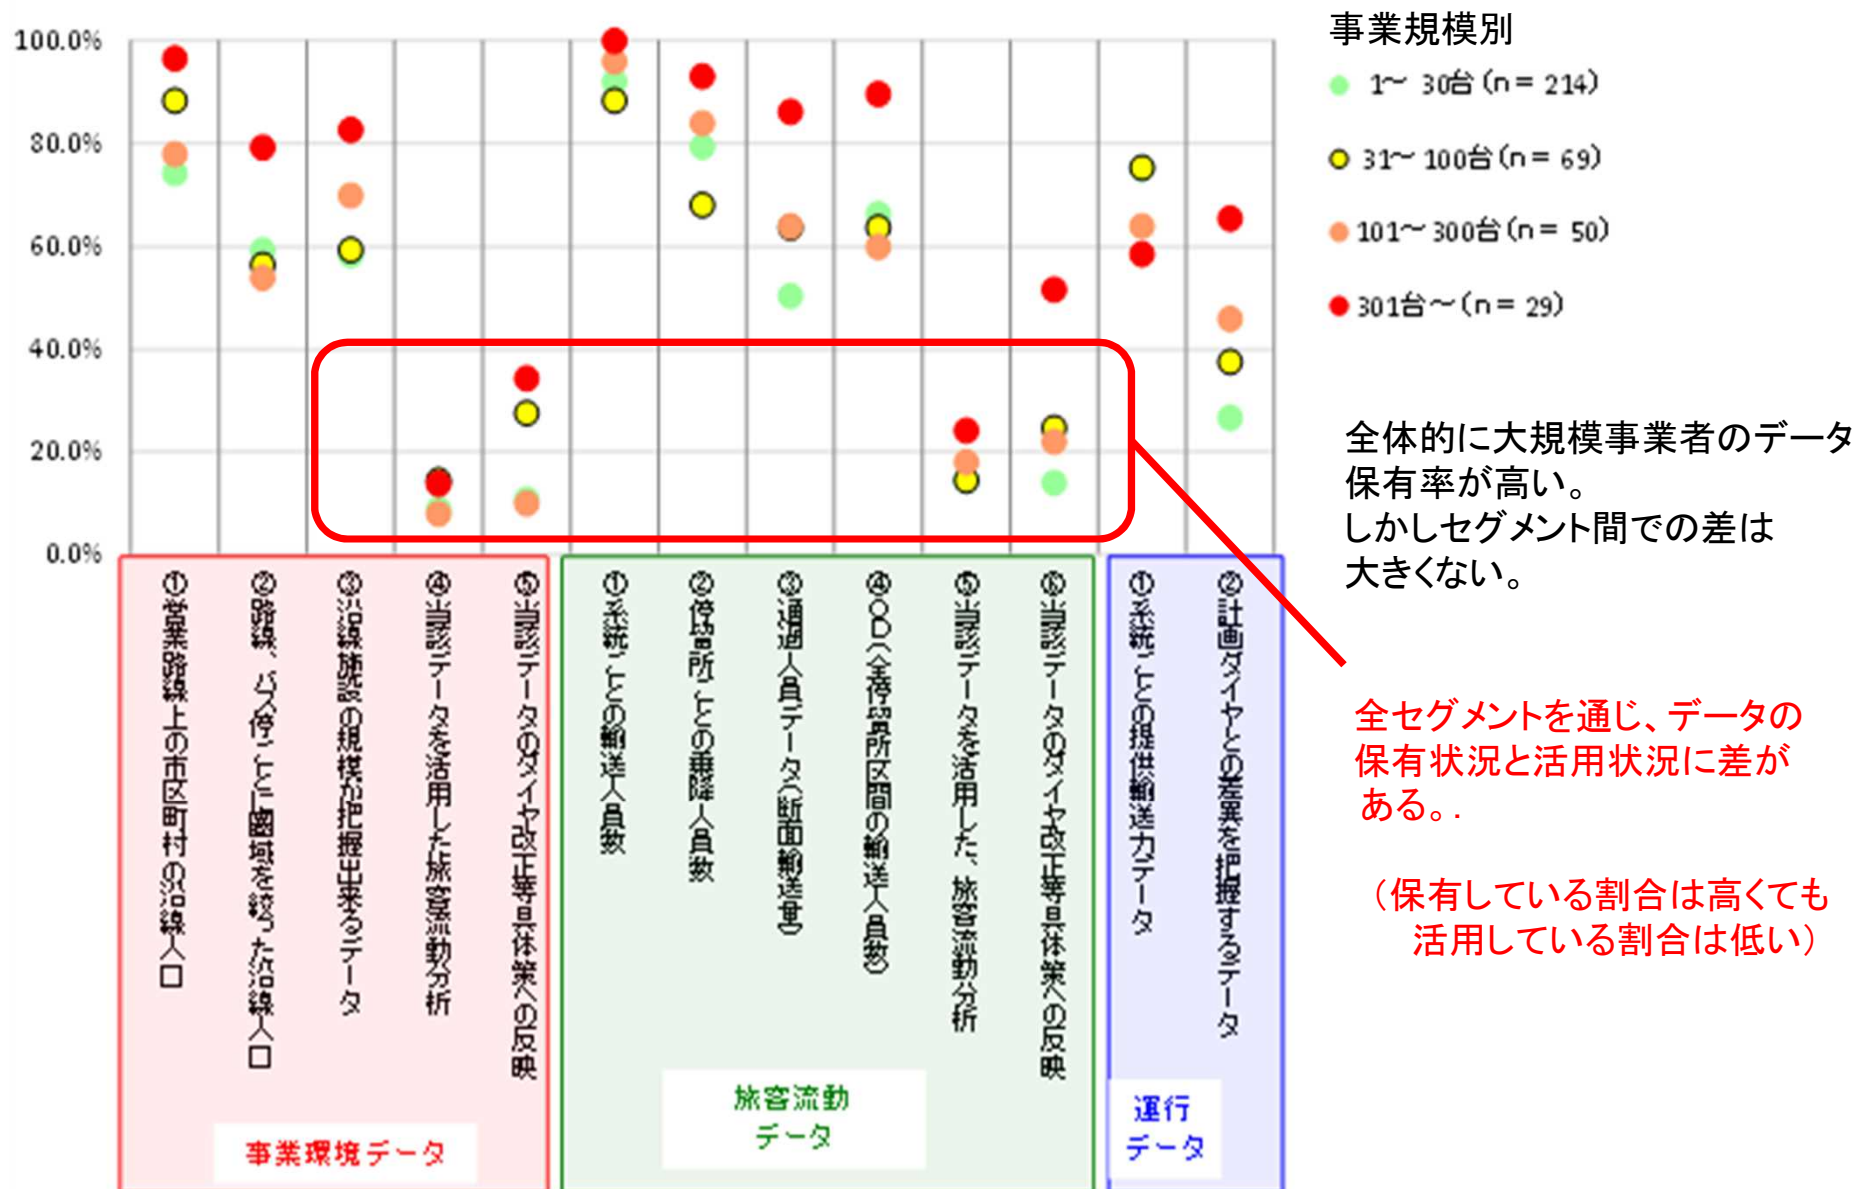 100.0%
80.0%
60.0%
40.0%
20.0%
0.0%
事業規模別
1～ 30台(n= 214)
31～ 100台(n= 69)
101～300台(n= 50)
301台～(n= 29)
全体的に大規模事業者のデータ
保有率が高い。
しかしセグメント間での差は
大きくない。
全セグメントを通じ、データの
保有状況と活用状況に差が
ある。.
（保有している割合は高くても
活用している割合は低い）
①営業路線上の市区町村の沿線人口
②路線、バス停ごとに圏域を絞った沿線人口
③沿線施設の規模が把握出来るデータ
④当該データを活用した旅客流動分析
⑤当該データのダイヤ改正等具体策への反映
①系統ごとの輸送人員数
②停留所ごとの乗降人員数
③通過人員データ(断面輸送量)
④OD(全停留所区間の輸送人員数)
⑤当該データを活用した、旅客流動分析
⑥当該データのダイヤ改正等具体策への反映
①系統ごとの提供輸送力データ
②計画ダイヤとの差異を把握するデータ
事業環境データ
旅客流動
データ
運行
データ